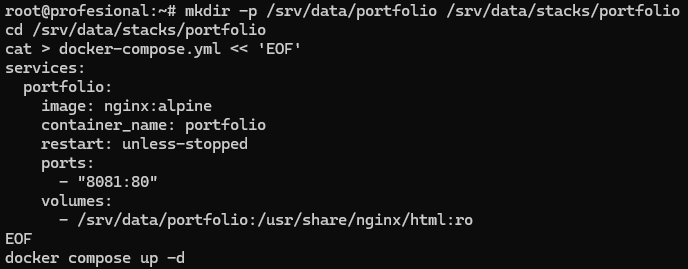 root@profesional:~# mkdir -p /srv/data/portfolio /srv/data/stacks/portfolio
cd /srv/data/stacks/portfolio
cat > docker-compose.yml << 'EOF'
services:
  portfolio:
    image: nginx:alpine
    container_name: portfolio
    restart: unless-stopped
    ports:
      - "8081:80"
    volumes:
      - /srv/data/portfolio:/usr/share/nginx/html:ro
EOF
docker compose up -d